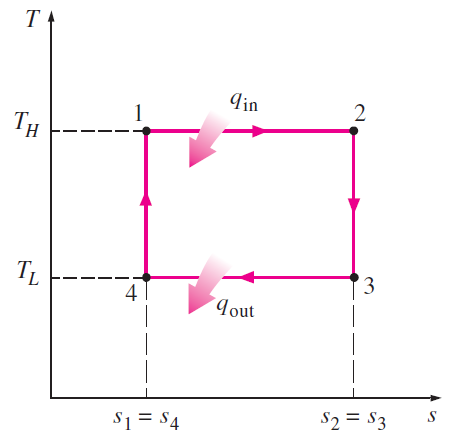 T
q_in
1
2
T_H
T_L
4
3
q_out
s_1 = s_4
s_2 = s_3
s